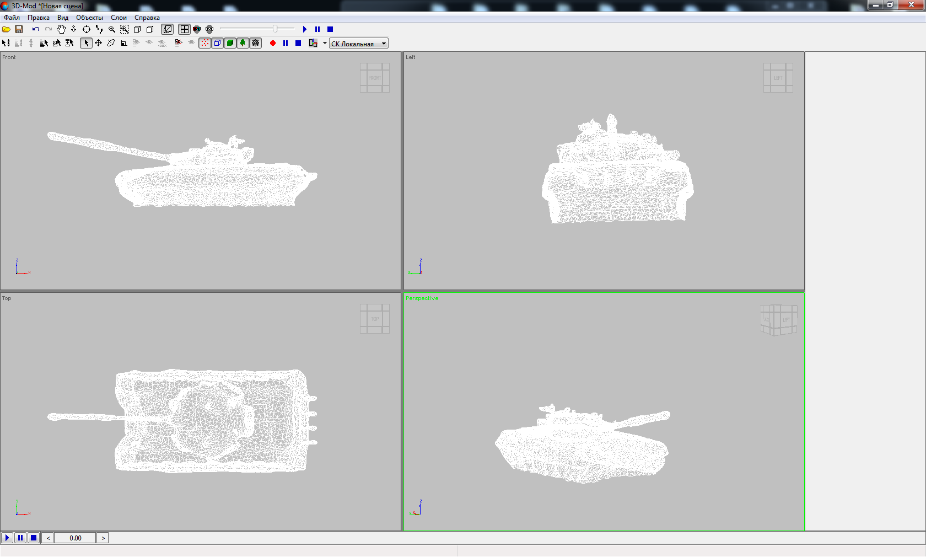 3D-Mod *[Новая сцена]
Файл Правка Вид Объекты Слои Справка
СК Локальная
Front
Left
Top
Perspective
0.00